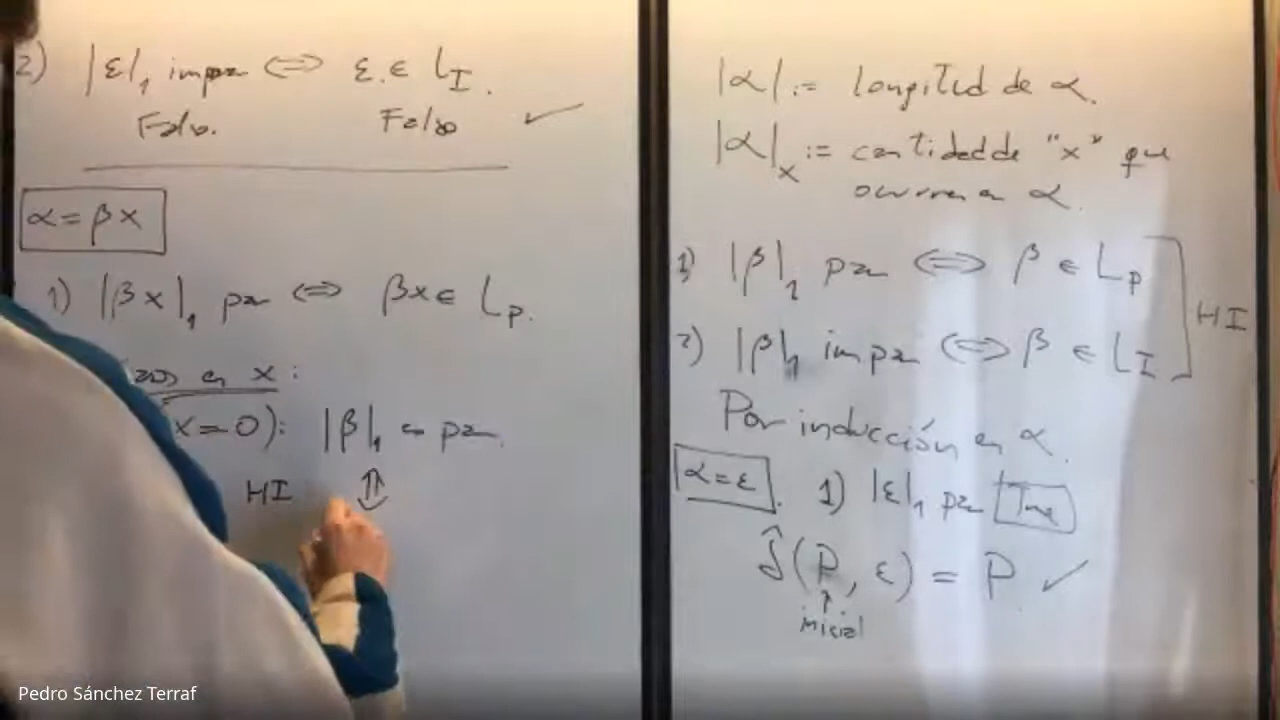 2) |ε|₁ impar ⇔ ε ∈ L_I.
Falso. Falso ✓
α = βx
1) |βx|₁ par ⇔ βx ∈ L_P.
en x:
x=0): |β|₁ es par.
HI ⇕
|α| := longitud de α.
|α|ₓ := cantidad de "x" que
ocurren en α.
1) |β|₁ par ⇔ β ∈ L_P
2) |β|₁ impar ⇔ β ∈ L_I
HI
Por inducción en α.
α = ε. 1) |ε|₁ par True
δ̂(P, ε) = P ✓
↑
inicial
Pedro Sánchez Terraf